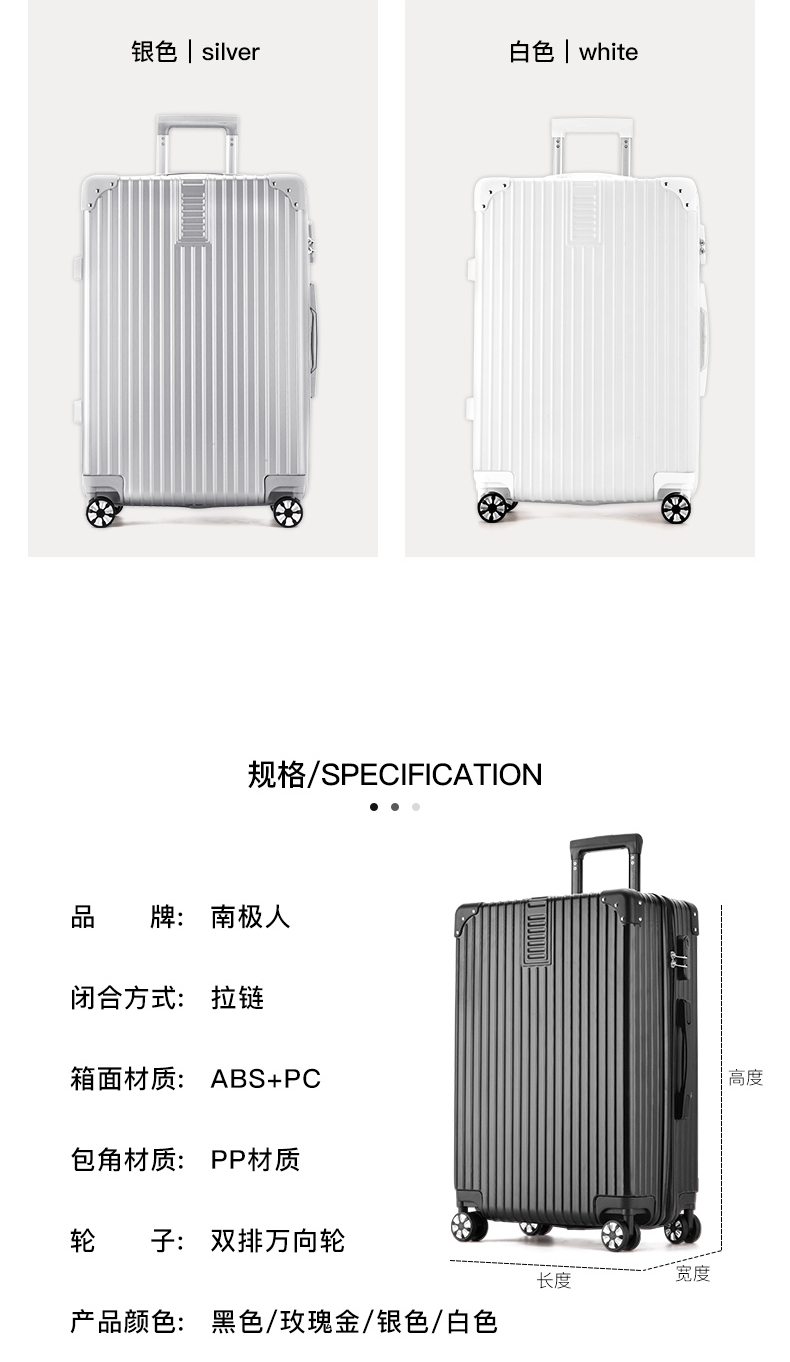 银色 | silver
白色 | white
规格/SPECIFICATION
品 牌: 南极人
闭合方式: 拉链
箱面材质: ABS+PC
高度
包角材质: PP材质
轮 子: 双排万向轮
宽度
长度
产品颜色: 黑色/玫瑰金/银色/白色